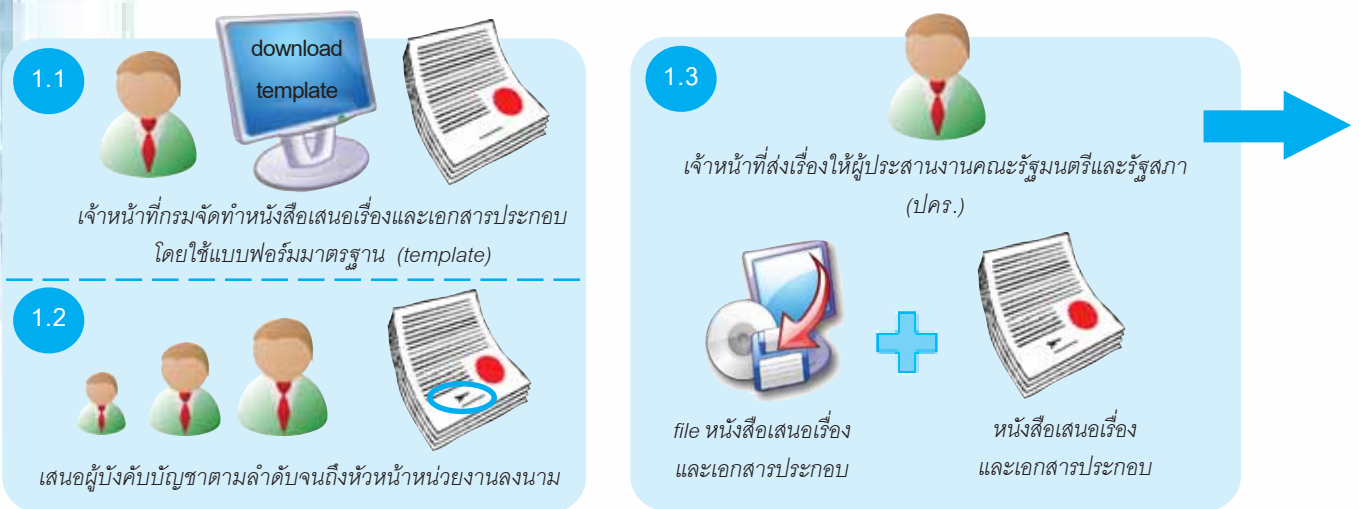 1.1
download
template
เจ้าหน้าที่กรมจัดทำหนังสือเสนอเรื่องและเอกสารประกอบ
โดยใช้แบบฟอร์มมาตรฐาน (template)
1.2
เสนอผู้บังคับบัญชาตามลำดับจนถึงหัวหน้าหน่วยงานลงนาม
1.3
เจ้าหน้าที่ส่งเรื่องให้ผู้ประสานงานคณะรัฐมนตรีและรัฐสภา
(ปคร.)
file หนังสือเสนอเรื่อง
และเอกสารประกอบ
หนังสือเสนอเรื่อง
และเอกสารประกอบ